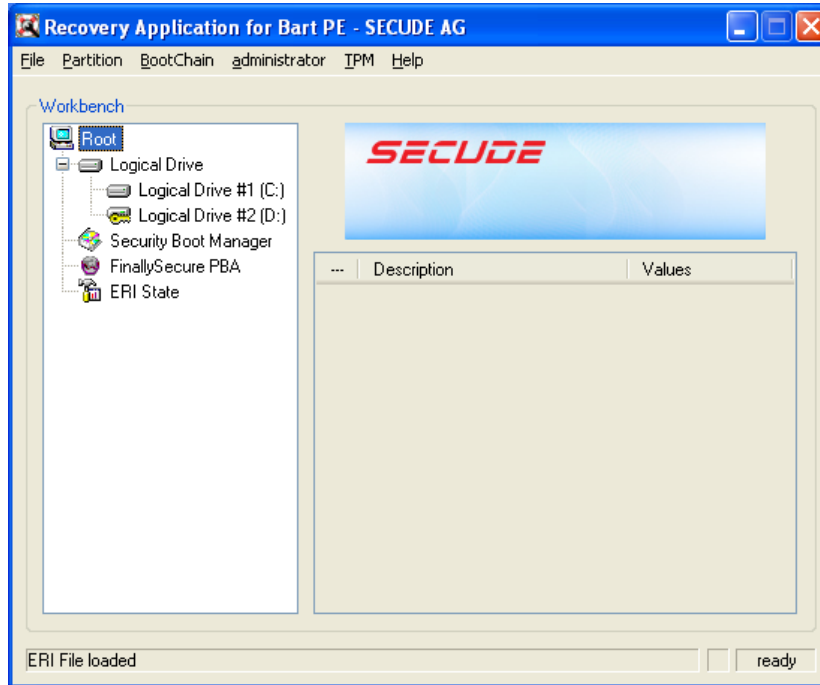 Recovery Application for Bart PE - SECUDE AG
File Partition BootChain administrator TPM Help
Workbench
Root
Logical Drive
Logical Drive #1 (C:)
Logical Drive #2 (D:)
Security Boot Manager
FinallySecure PBA
ERI State
SECUDE
--- Description Values
ERI File loaded
ready